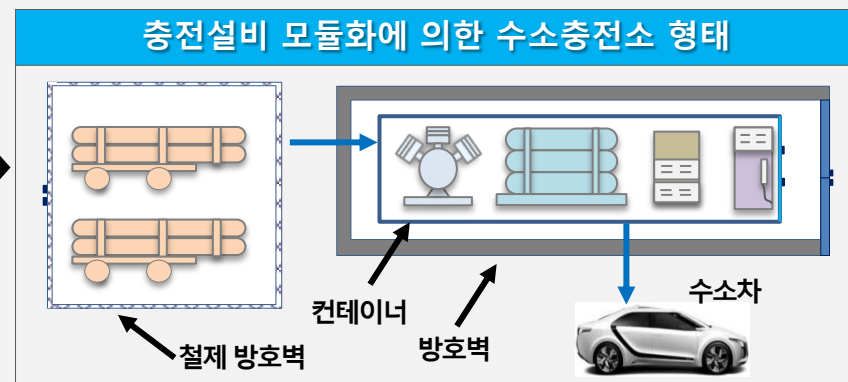 충전설비 모듈화에 의한 수소충전소 형태
수소차
컨테이너
방호벽
철제 방호벽